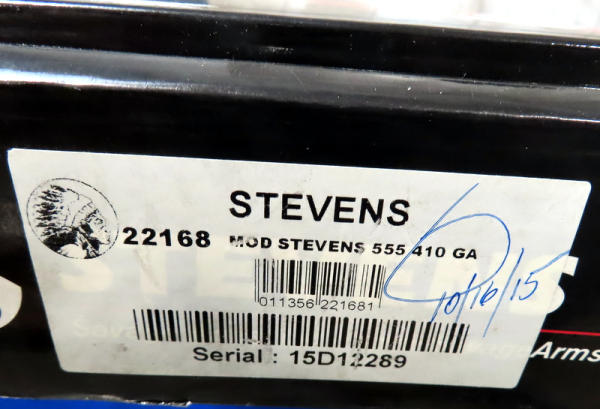 STEVENS
22168 MOD STEVENS 555 410 GA
011356 221681
10/16/15
Serial : 15D12289